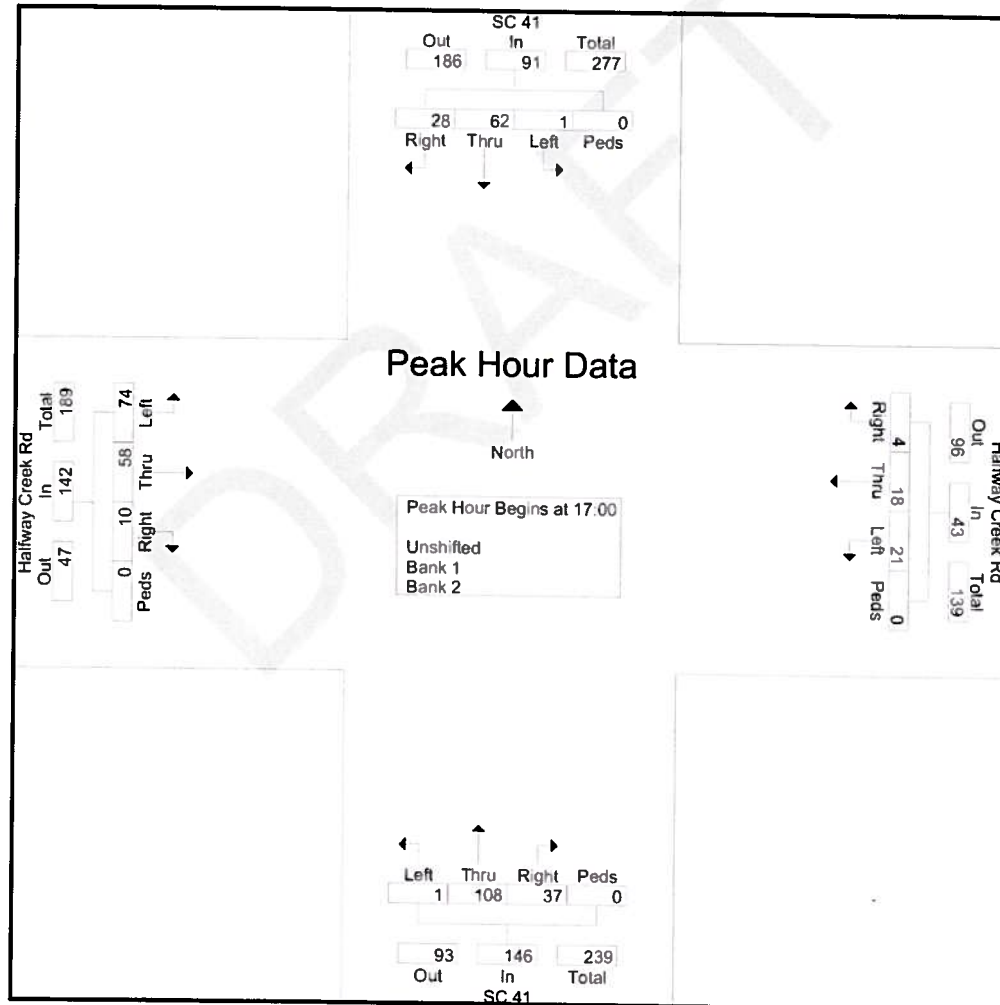 SC 41
Out In Total
186 91 277
28 62 1 0
Right Thru Left Peds
Peak Hour Data
North
Peak Hour Begins at 17:00
Unshifted
Bank 1
Bank 2
Halfway Creek Rd
Out In Total
47 142 189
Peds Right Thru Left
0 10 58 74
Halfway Creek Rd
Out In Total
96 43 139
4 18 21 0
Right Thru Left Peds
Left Thru Right Peds
1 108 37 0
93 146 239
Out In Total
SC 41
DRAFT